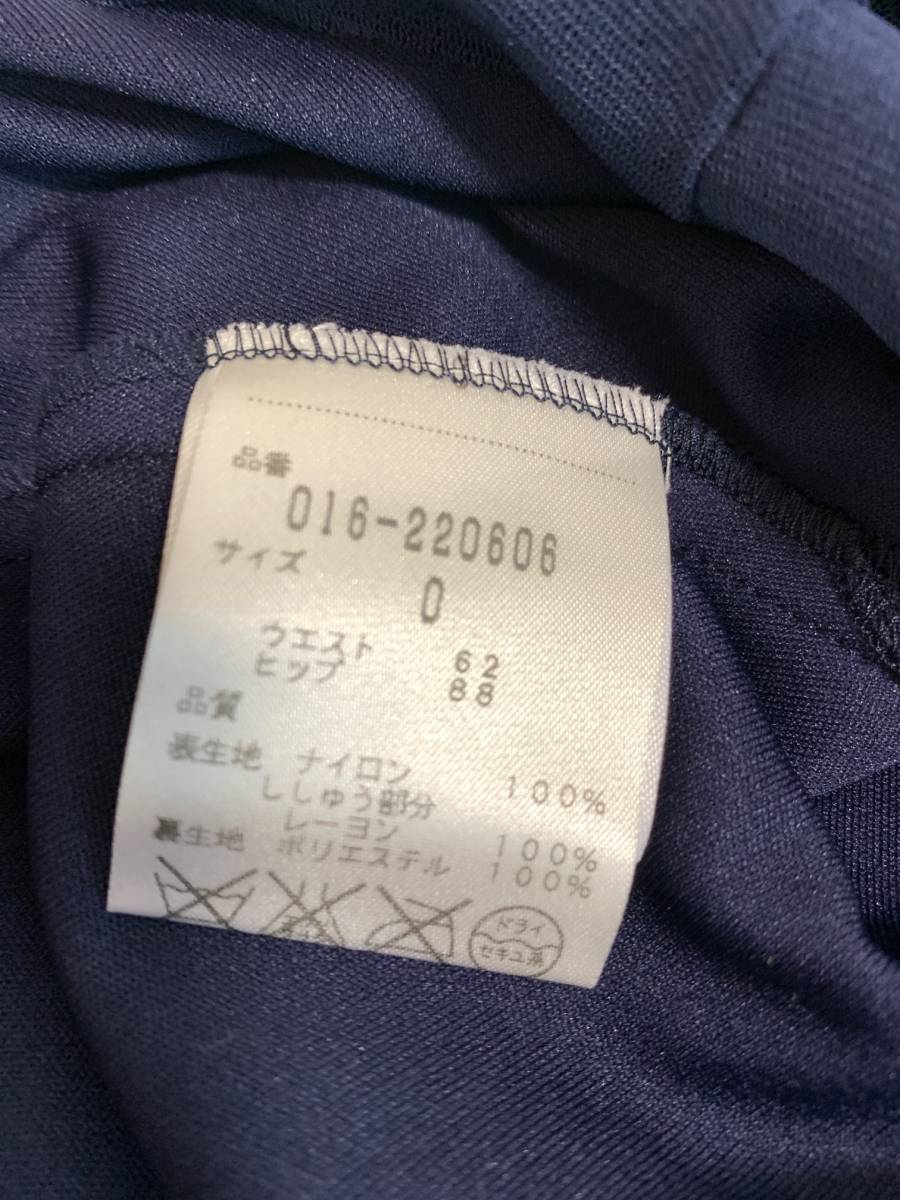 品番
016-220606
サイズ
0
ウエスト 62
ヒップ 88
品質
表生地 ナイロン 100%
ししゅう部分
レーヨン 100%
裏生地 ポリエステル 100%
ドライ
セキユ系